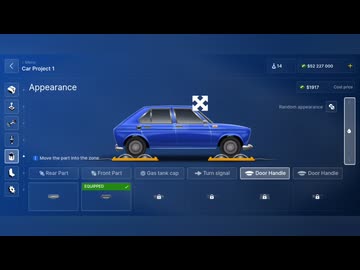 Menu
Car Project 1
14
$92 227 000
Appearance
$1917
Cost price
Random appearance
Move the part into the zone
Rear Part
Front Part
Gas tank cap
Turn signal
Door Handle
Door Handle
EQUIPPED